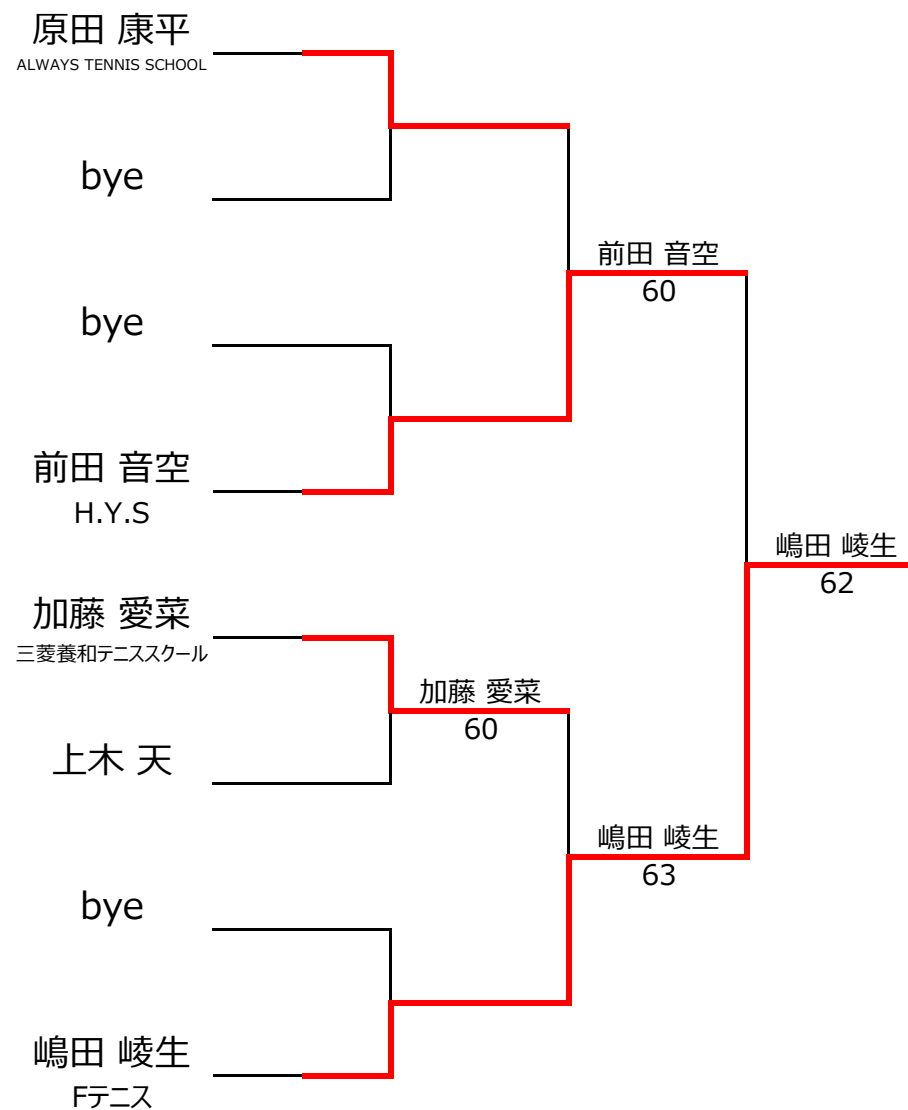 原田 康平
ALWAYS TENNIS SCHOOL
bye
bye
前田 音空
60
前田 音空
H.Y.S
嶋田 崚生
62
加藤 愛菜
三菱養和テニススクール
加藤 愛菜
60
上木 天
嶋田 崚生
63
bye
嶋田 崚生
Fテニス